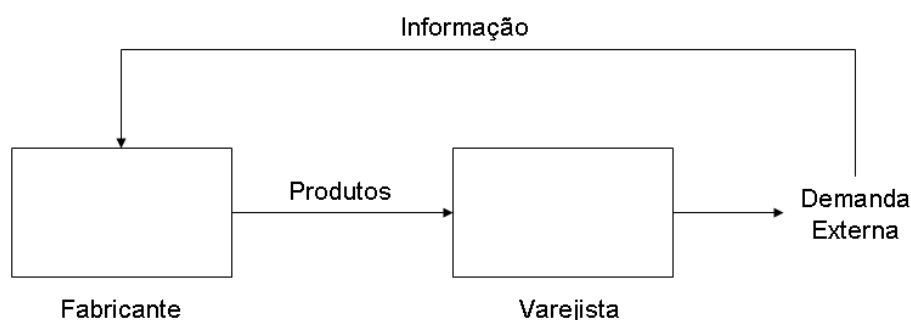 Informação
Produtos
Demanda
Externa
Fabricante
Varejista